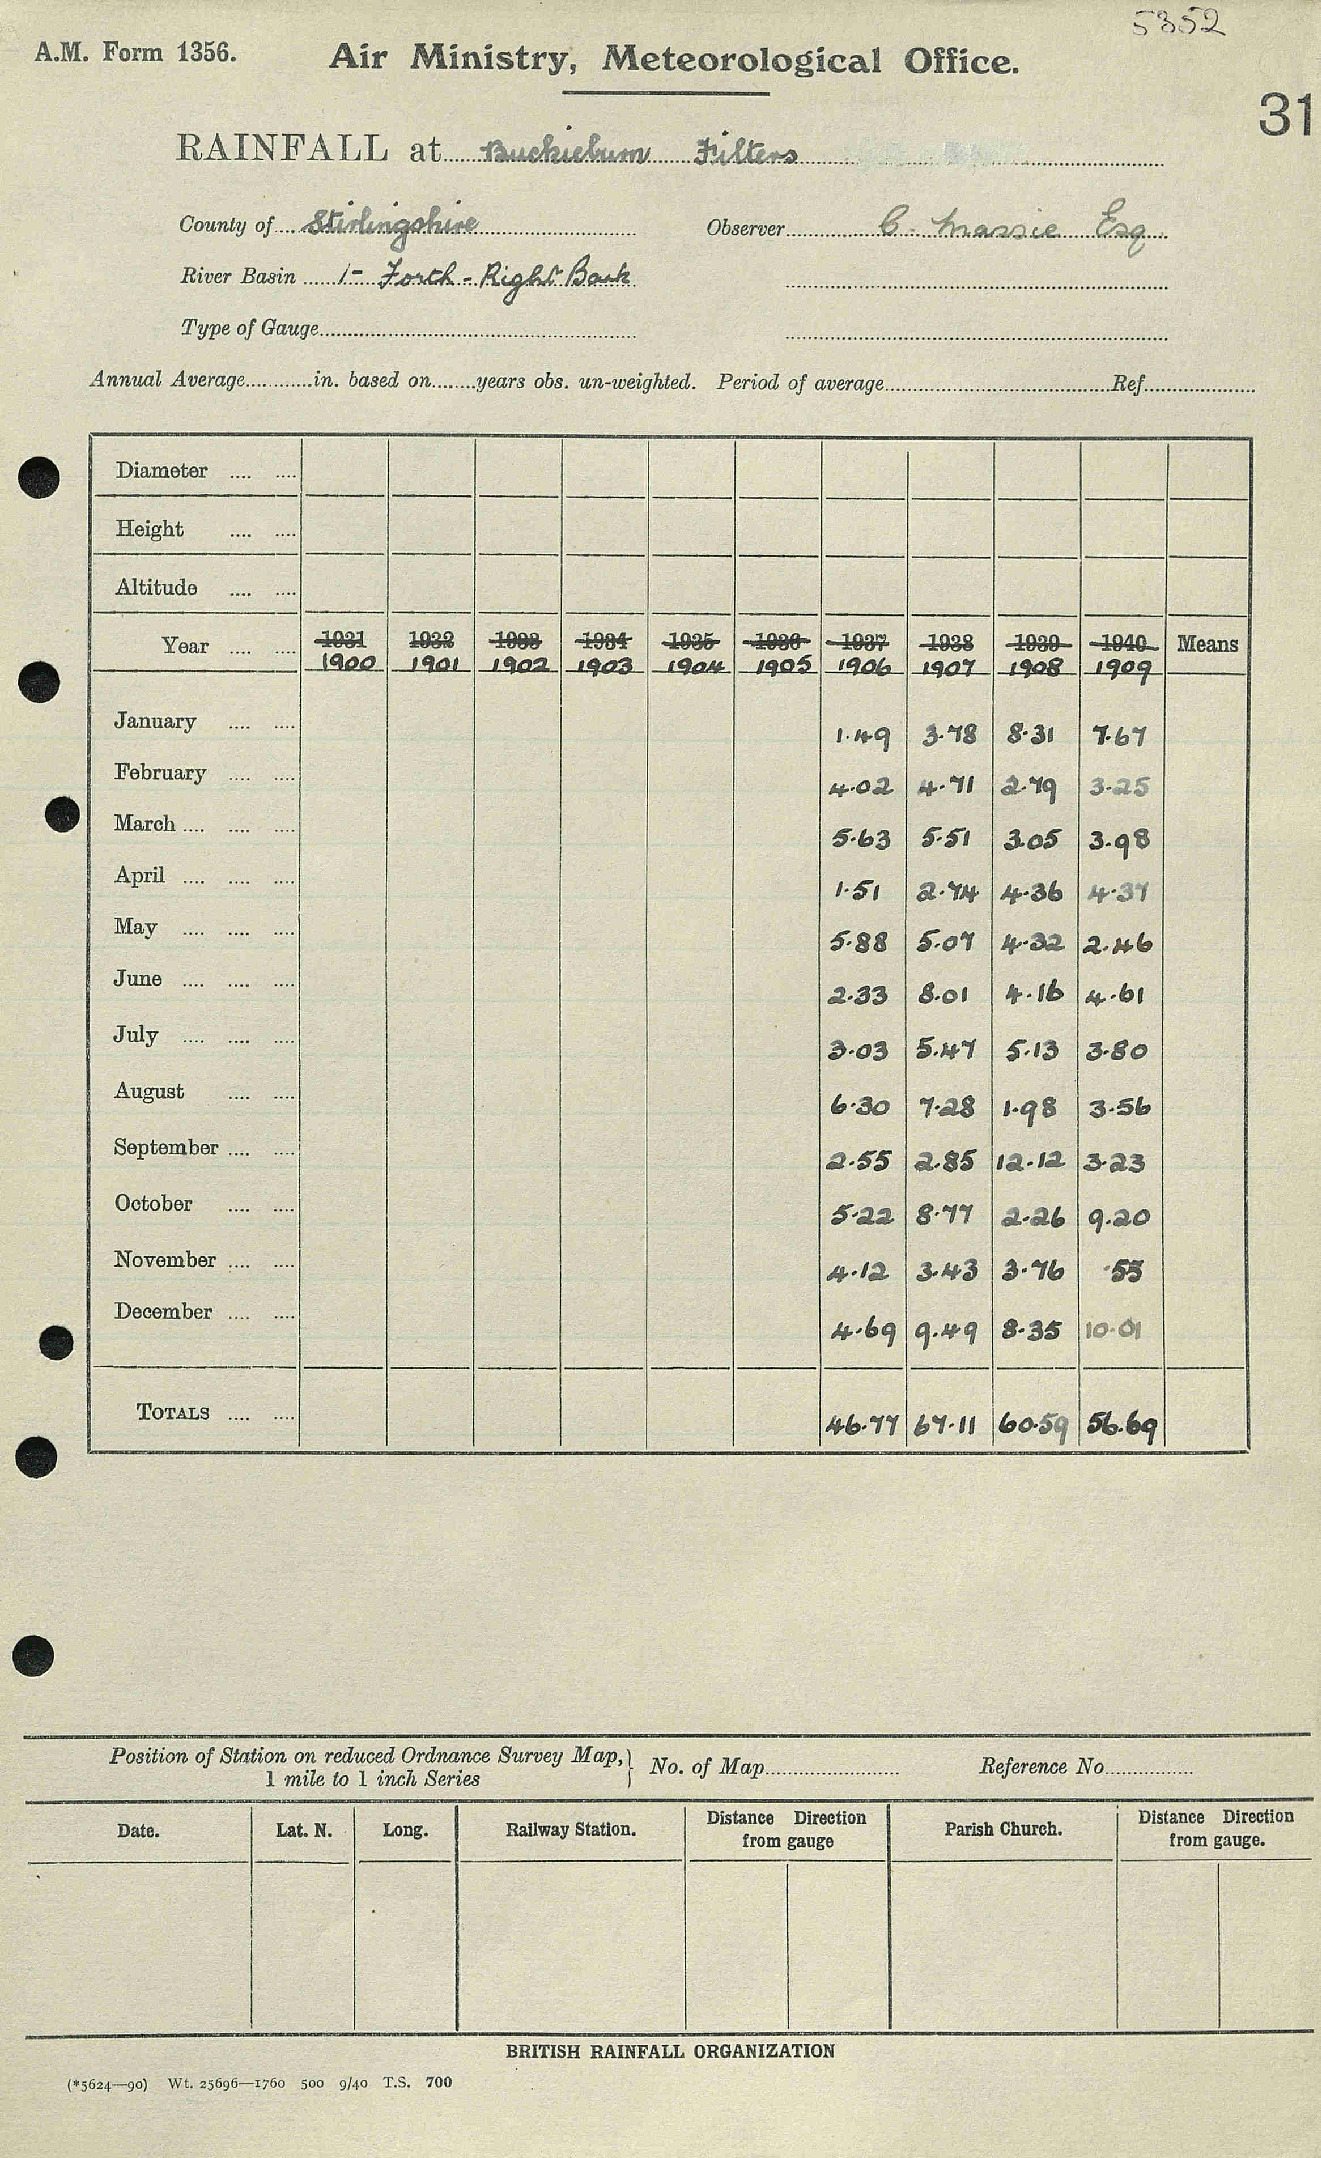 5352
A.M. Form 1356.
Air Ministry, Meteorological Office.
31
RAINFALL at Buckieburn Filters
County of Stirlingshire Observer C. Massie Esq
River Basin 1- Forth - Right Bank
Type of Gauge
Annual Average in. based on years obs. un-weighted. Period of average Ref
Diameter
Height
Altitude
Year 1931 1932 1933 1934 1935 1936 1937 1938 1939 1940 Means
1900 1901 1902 1903 1904 1905 1906 1907 1908 1909
January 1.49 3.78 8.31 7.67
February 4.02 4.71 2.79 3.25
March 5.63 5.51 3.05 3.98
April 1.51 2.74 4.36 4.37
May 5.88 5.07 4.32 2.46
June 2.33 8.01 4.16 4.61
July 3.03 5.47 5.13 3.80
August 6.30 7.28 1.98 3.56
September 2.55 2.85 12.12 3.23
October 5.22 8.77 2.26 9.20
November 4.12 3.43 3.76 .55
December 4.69 9.49 8.35 10.01
TOTALS 46.77 67.11 60.59 56.69
Position of Station on reduced Ordnance Survey Map, 
1 mile to 1 inch Series
No. of Map Reference No
Date. Lat. N. Long. Railway Station. Distance Direction from gauge Parish Church. Distance Direction from gauge.
BRITISH RAINFALL ORGANIZATION
(*5624—90) Wt. 25696—1760 500 9/40 T.S. 700